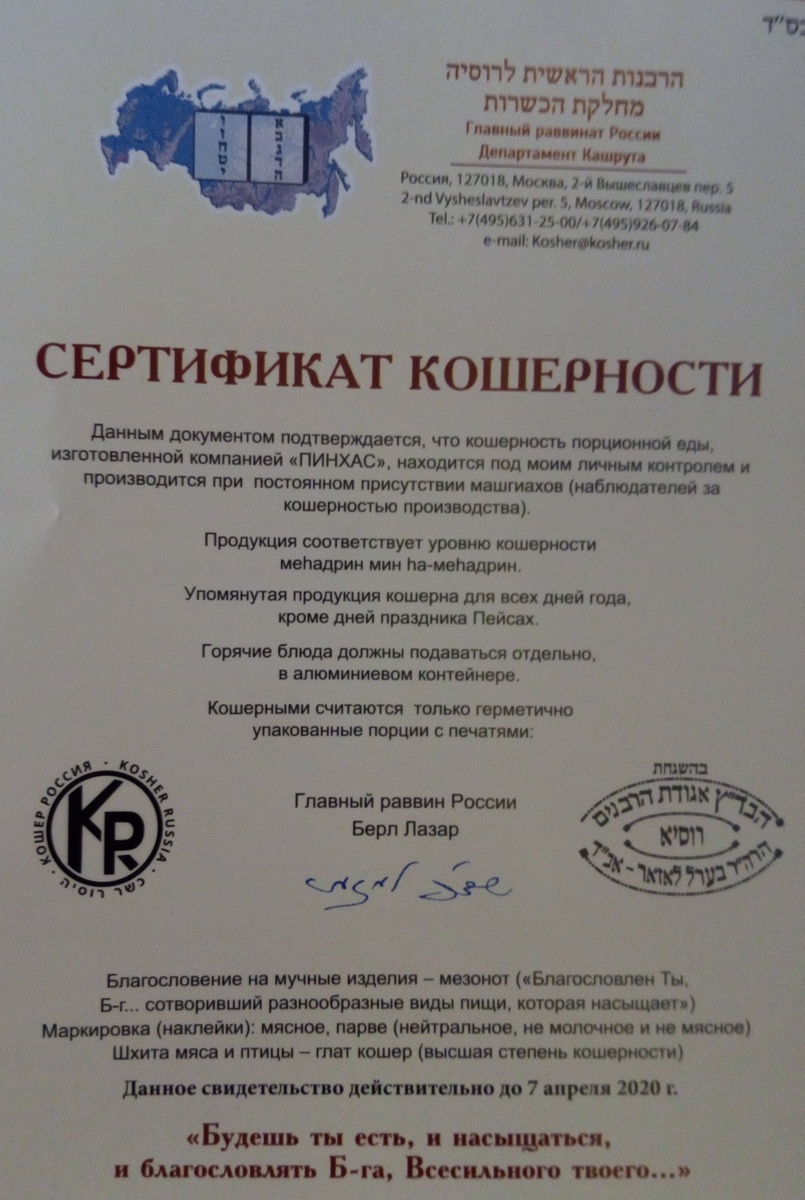 בס"ד
הרבנות הראשית לרוסיה
מחלקת הכשרות
Главный раввинат России
Департамент Кашрута
Россия, 127018, Москва, 2-й Вышеславцев пер. 5
2-nd Vysheslavtzev per. 5, Moscow, 127018, Russia
Tel.: +7(495)631-25-00/+7(495)926-07-84
e-mail: Kosher@kosher.ru
СЕРТИФИКАТ КОШЕРНОСТИ
Данным документом подтверждается, что кошерность порционной еды,
изготовленной компанией «ПИНХАС», находится под моим личным контролем и
производится при постоянном присутствии машгиахов (наблюдателей за
кошерностью производства).
Продукция соответствует уровню кошерности
меhадрин мин hа-меhадрин.
Упомянутая продукция кошерна для всех дней года,
кроме дней праздника Пейсах.
Горячие блюда должны подаваться отдельно,
в алюминиевом контейнере.
Кошерными считаются только герметично
упакованные порции с печатями:
КОШЕР РОССИЯ · KOSHER RUSSIA · כשר רוסיה ·
KR
Главный раввин России
Берл Лазар
בהשגחת
הבד"ץ אגודת הרבנים
רוסיא
הרה"ר בערל לאזאר - אב"ד
Благословение на мучные изделия – мезонот («Благословлен Ты,
Б-г... сотворивший разнообразные виды пищи, которая насыщает»)
Маркировка (наклейки): мясное, парве (нейтральное, не молочное и не мясное)
Шхита мяса и птицы – глат кошер (высшая степень кошерности)
Данное свидетельство действительно до 7 апреля 2020 г.
«Будешь ты есть, и насыщаться,
и благословлять Б-га, Всесильного твоего...»